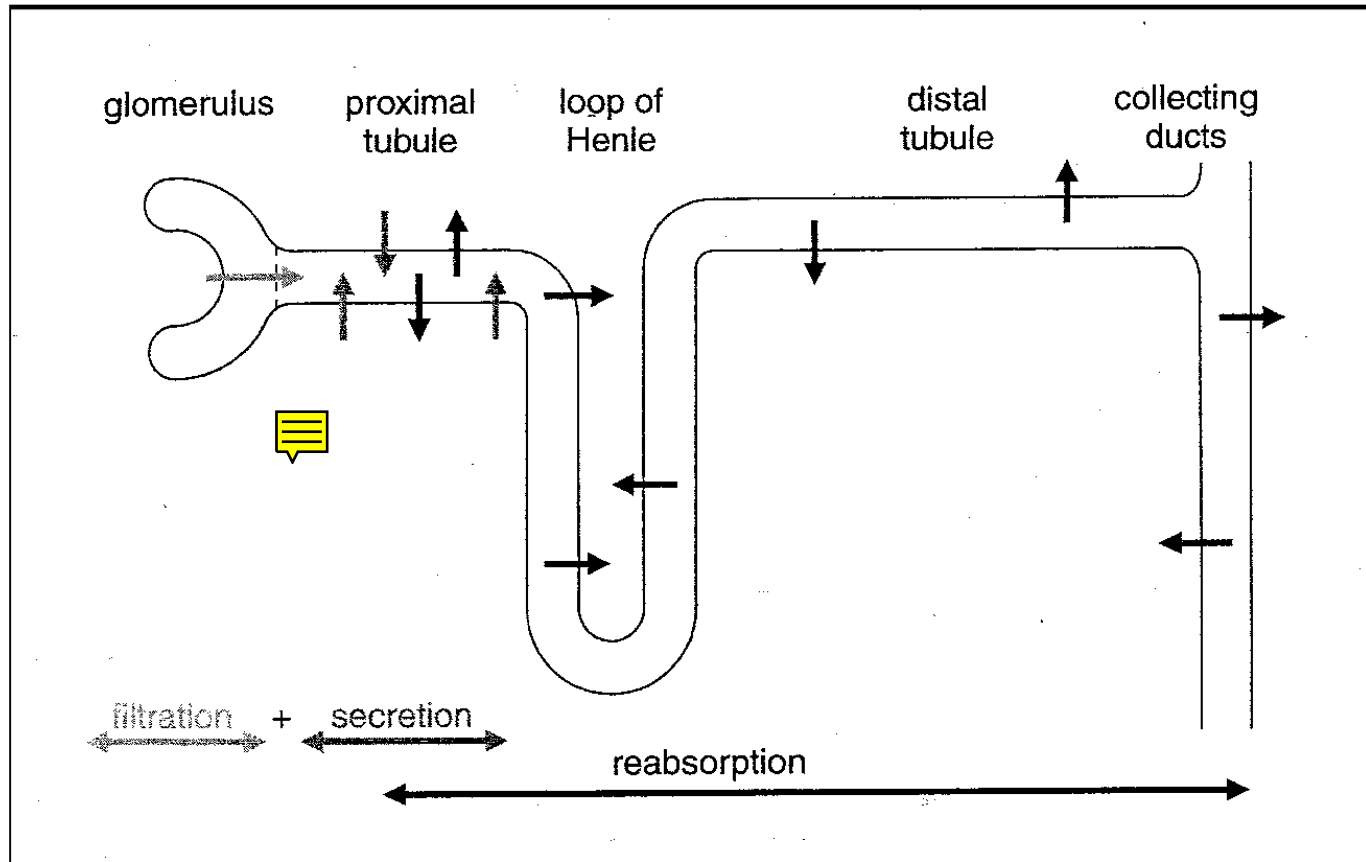 glomerulus
proximal
tubule
loop of
Henle
distal
tubule
collecting
ducts
filtration + secretion
reabsorption